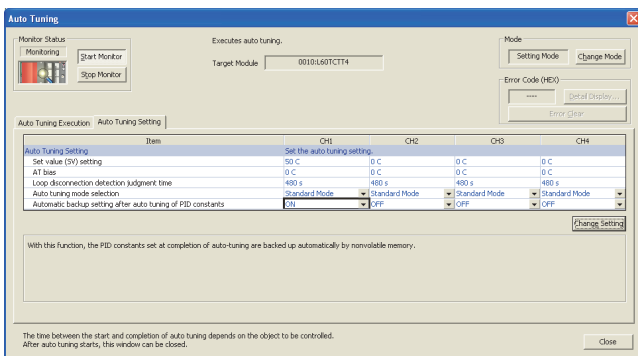 Auto Tuning
Monitor Status
Monitoring
Start Monitor
Stop Monitor
Executes auto tuning.
Target Module 0010:L60TCTT4
Mode
Setting Mode Change Mode
Error Code (HEX)
---- Detail Display...
Error Clear
Auto Tuning Execution Auto Tuning Setting
Item CH1 CH2 CH3 CH4
Auto Tuning Setting Set the auto tuning setting.
Set value (SV) setting 50 C 0 C 0 C 0 C
AT bias 0 C 0 C 0 C 0 C
Loop disconnection detection judgment time 480 s 480 s 480 s 480 s
Auto tuning mode selection Standard Mode Standard Mode Standard Mode Standard Mode
Automatic backup setting after auto tuning of PID constants ON OFF OFF OFF
Change Setting
With this function, the PID constants set at completion of auto-tuning are backed up automatically by nonvolatile memory.
The time between the start and completion of auto tuning depends on the object to be controlled.
After auto tuning starts, this window can be closed.
Close